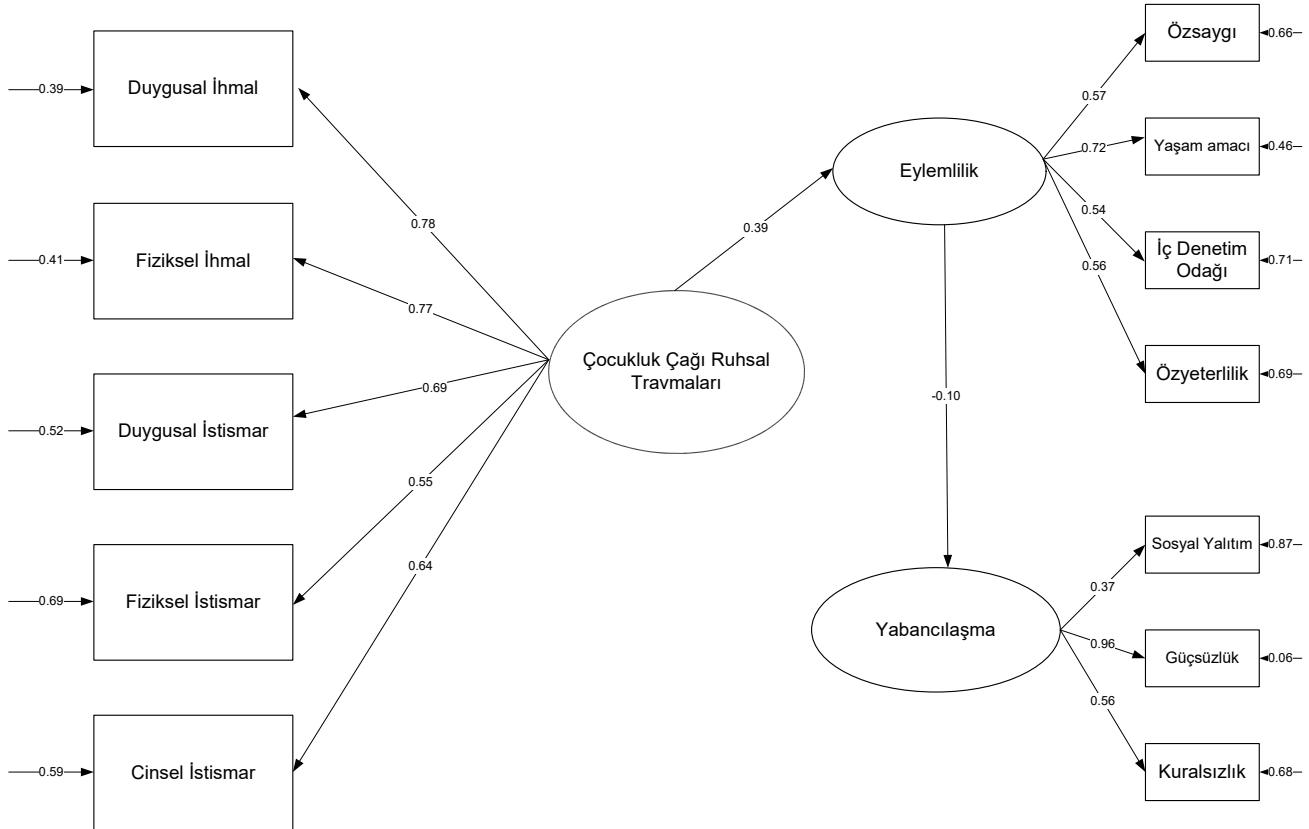 0.39
Duygusal İhmal
0.41
Fiziksel İhmal
0.52
Duygusal İstismar
0.69
Fiziksel İstismar
0.59
Cinsel İstismar
0.78
0.77
0.69
0.55
0.64
Çocukluk Çağı Ruhsal
Travmaları
0.39
Eylemlilik
-0.10
Yabancılaşma
0.57
0.72
0.54
0.56
Özsaygı
0.66
Yaşam amacı
0.46
İç Denetim
Odağı
0.71
Özyeterlilik
0.69
0.37
0.96
0.56
Sosyal Yalıtım
0.87
Güçsüzlük
0.06
Kuralsızlık
0.68